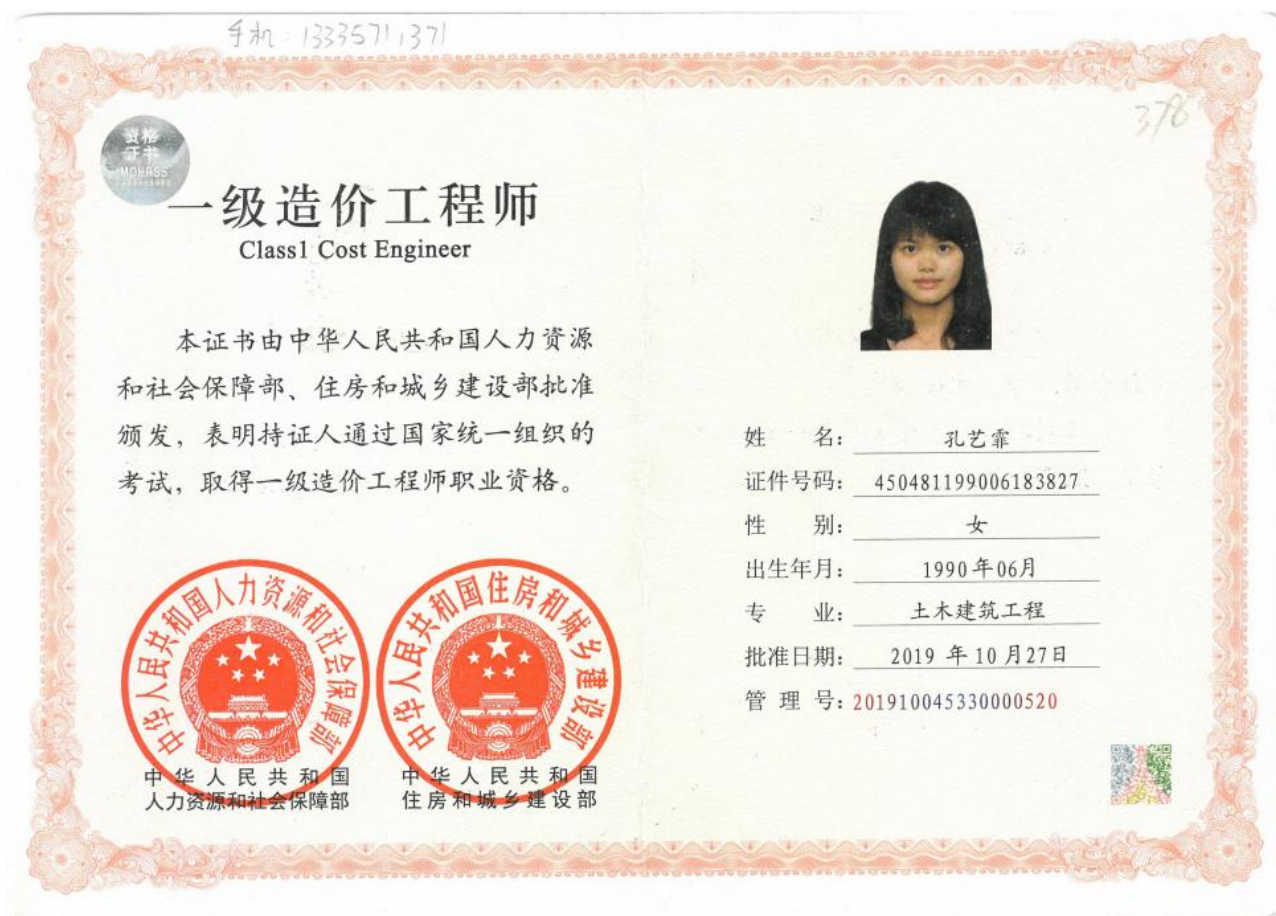 手机：13335711371
378
资格
证书
MOHRSS
一级造价工程师
Class1 Cost Engineer
本证书由中华人民共和国人力资源
和社会保障部、住房和城乡建设部批准
颁发，表明持证人通过国家统一组织的
考试，取得一级造价工程师职业资格。
中华人民共和国人力资源和社会保障部
中华人民共和国住房和城乡建设部
中华人民共和国
人力资源和社会保障部
中华人民共和国
住房和城乡建设部
姓 名： 孔艺霏
证件号码： 450481199006183827
性 别： 女
出生年月： 1990年06月
专 业： 土木建筑工程
批准日期： 2019 年 10 月27日
管 理 号：201910045330000520